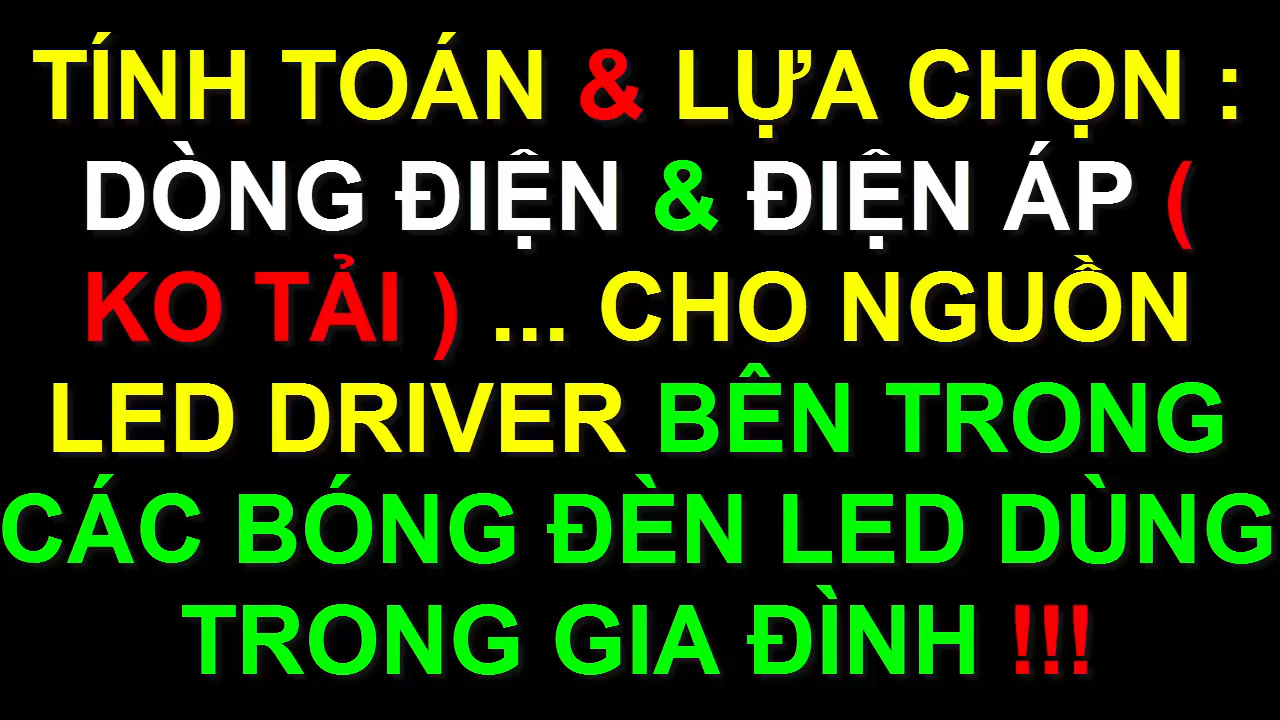 TÍNH TOÁN & LỰA CHỌN :
DÒNG ĐIỆN & ĐIỆN ÁP (
KO TẢI ) ... CHO NGUỒN
LED DRIVER BÊN TRONG
CÁC BÓNG ĐÈN LED DÙNG
TRONG GIA ĐÌNH !!!